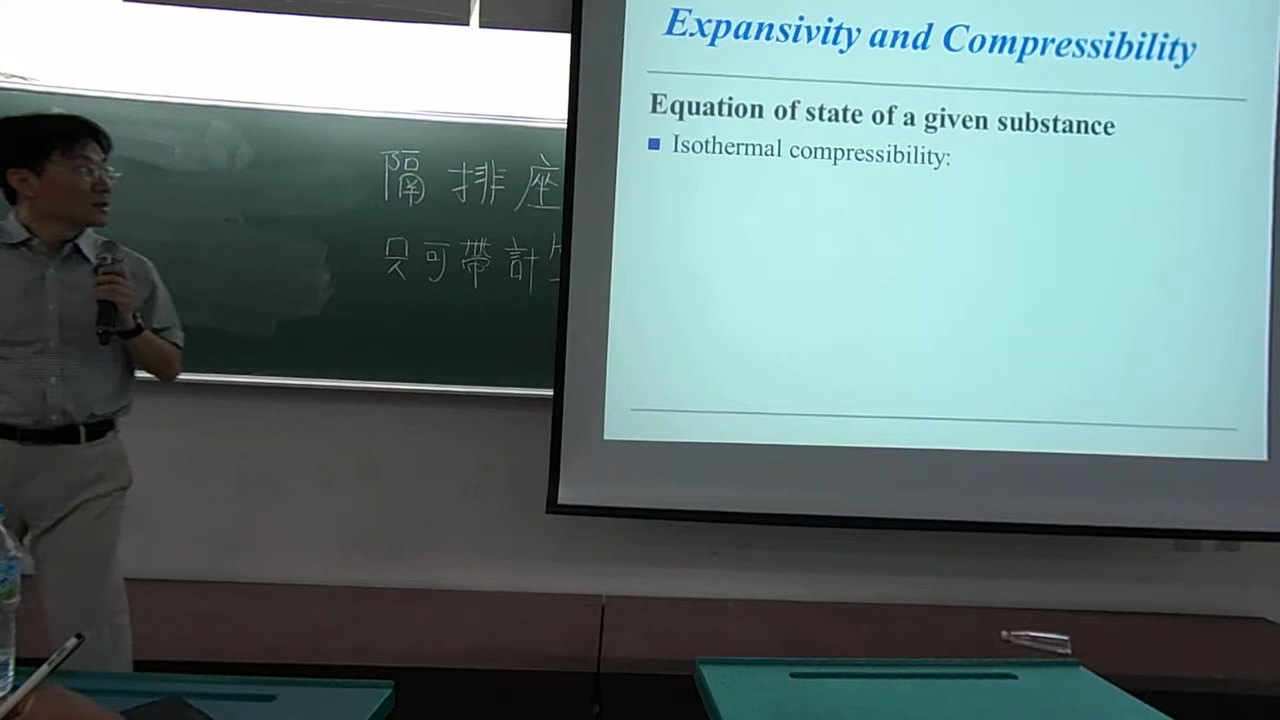 隔排座
只可帶計
Expansivity and Compressibility
Equation of state of a given substance
Isothermal compressibility: